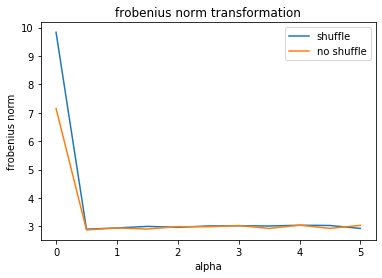 frobenius norm transformation
shuffle
no shuffle
frobenius norm
10
9
8
7
6
5
4
3
0 1 2 3 4 5
alpha